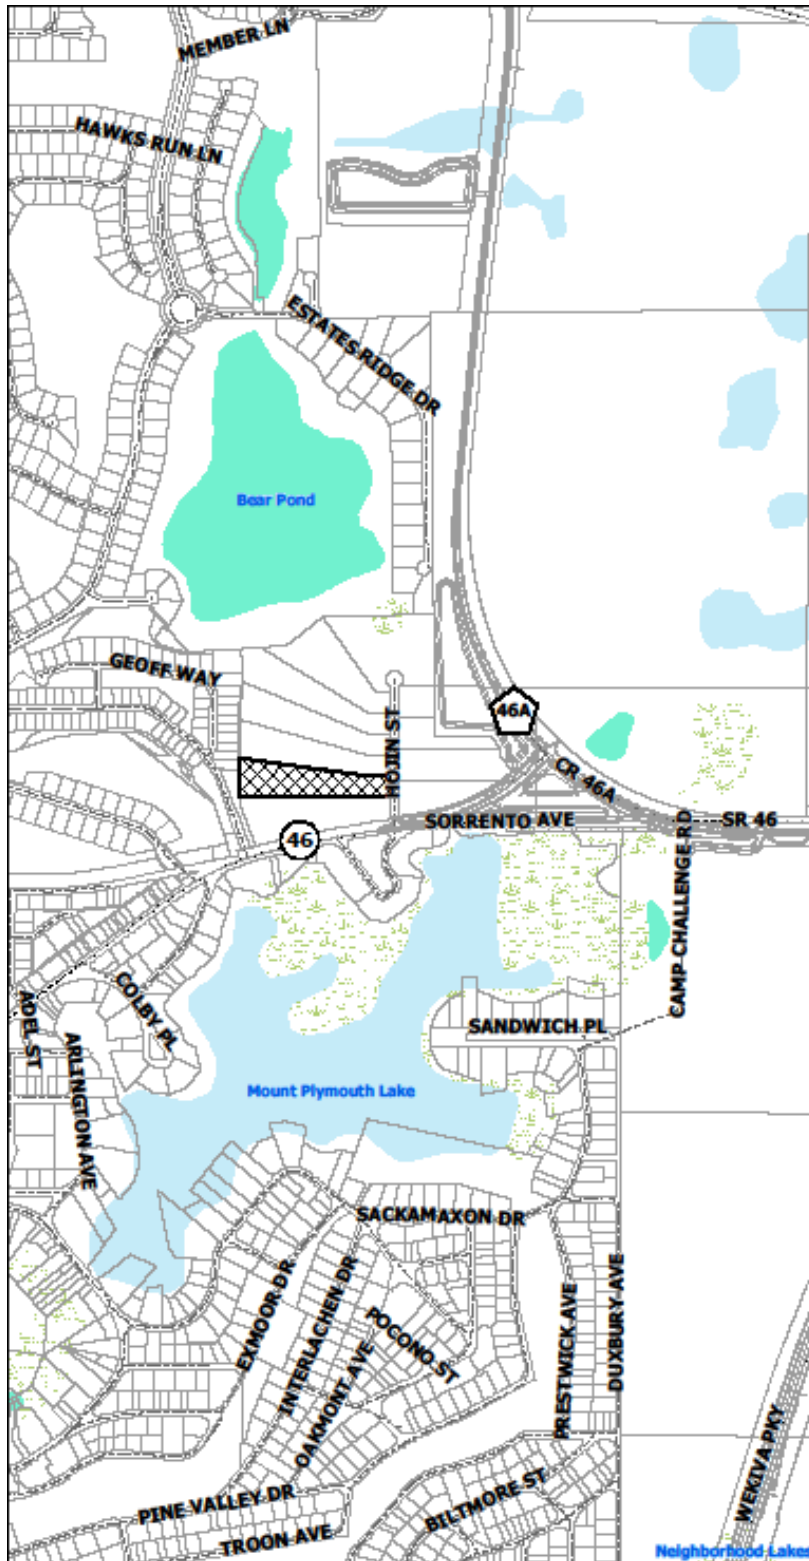 MEMBER LN
HAWKS RUN LN
ESTATES RIDGE DR
Bear Pond
GEOFF WAY
HOJIN ST
46A
CR 46A
SORRENTO AVE
SR 46
46
CAMP CHALLENGE RD
COLBY PL
ADEL ST
ARLINGTON AVE
SANDWICH PL
Mount Plymouth Lake
SACKAMAXON DR
EXMOOR DR
INTERLACHEN DR
POCONO ST
OAKMONT AVE
PRESTWICK AVE
DUXBURY AVE
WEKIVA PKY
PINE VALLEY DR
BILTMORE ST
TROON AVE
Neighborhood Lakes